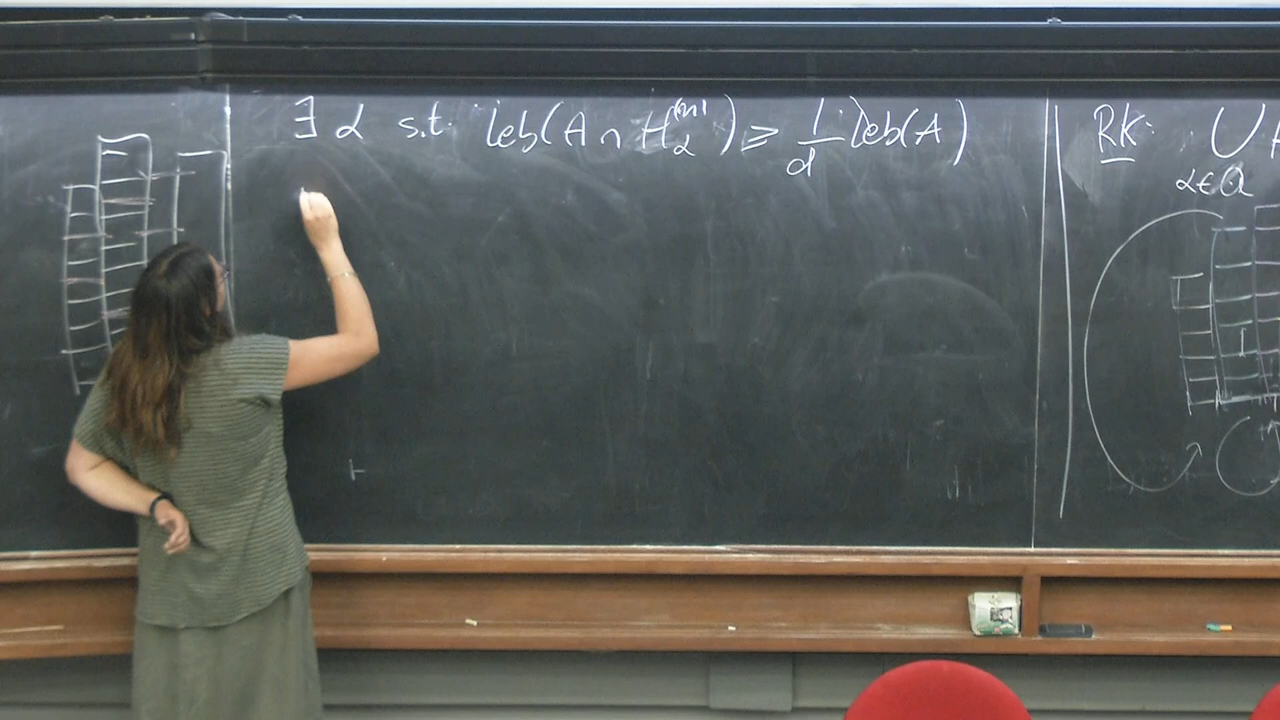 ∃ α s.t. Leb(A ∩ H_α^(n)) ≥ 1/d Leb(A)
RK: ∪
α∈Q